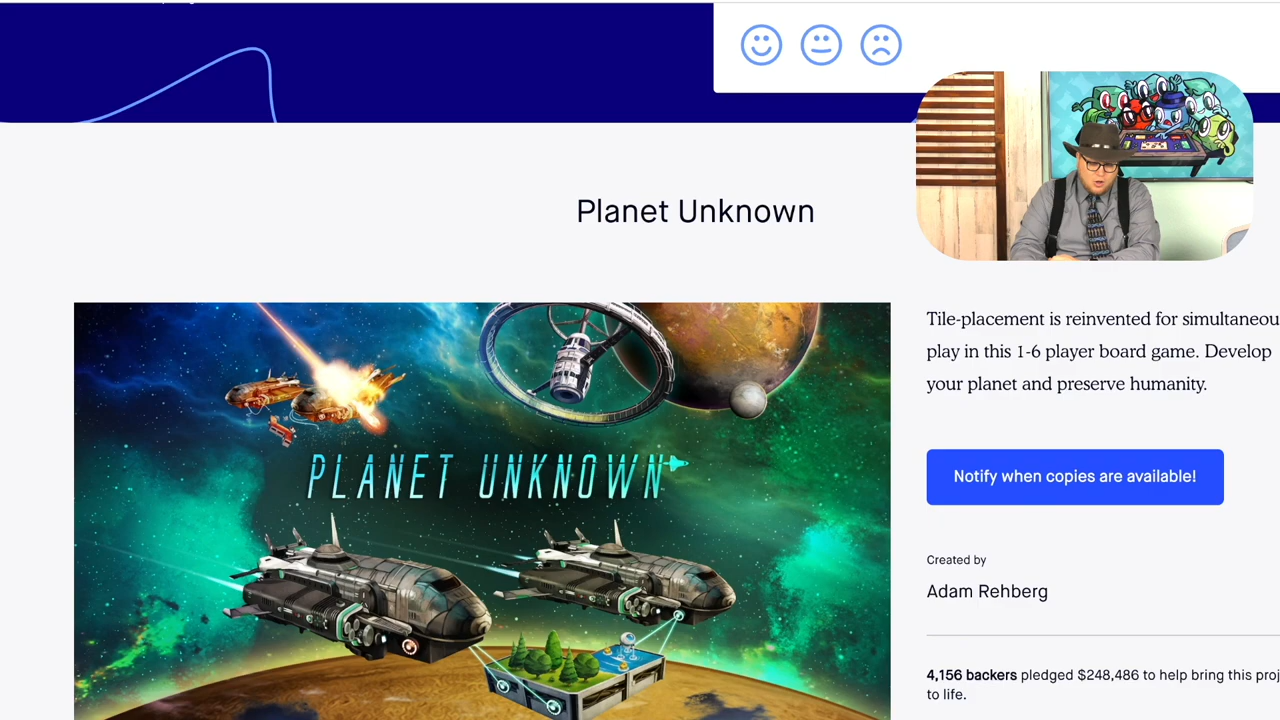 Planet Unknown
PLANET UNKNOWN
Tile-placement is reinvented for simultaneou
play in this 1-6 player board game. Develop
your planet and preserve humanity.
Notify when copies are available!
Created by
Adam Rehberg
4,156 backers pledged $248,486 to help bring this proj
to life.